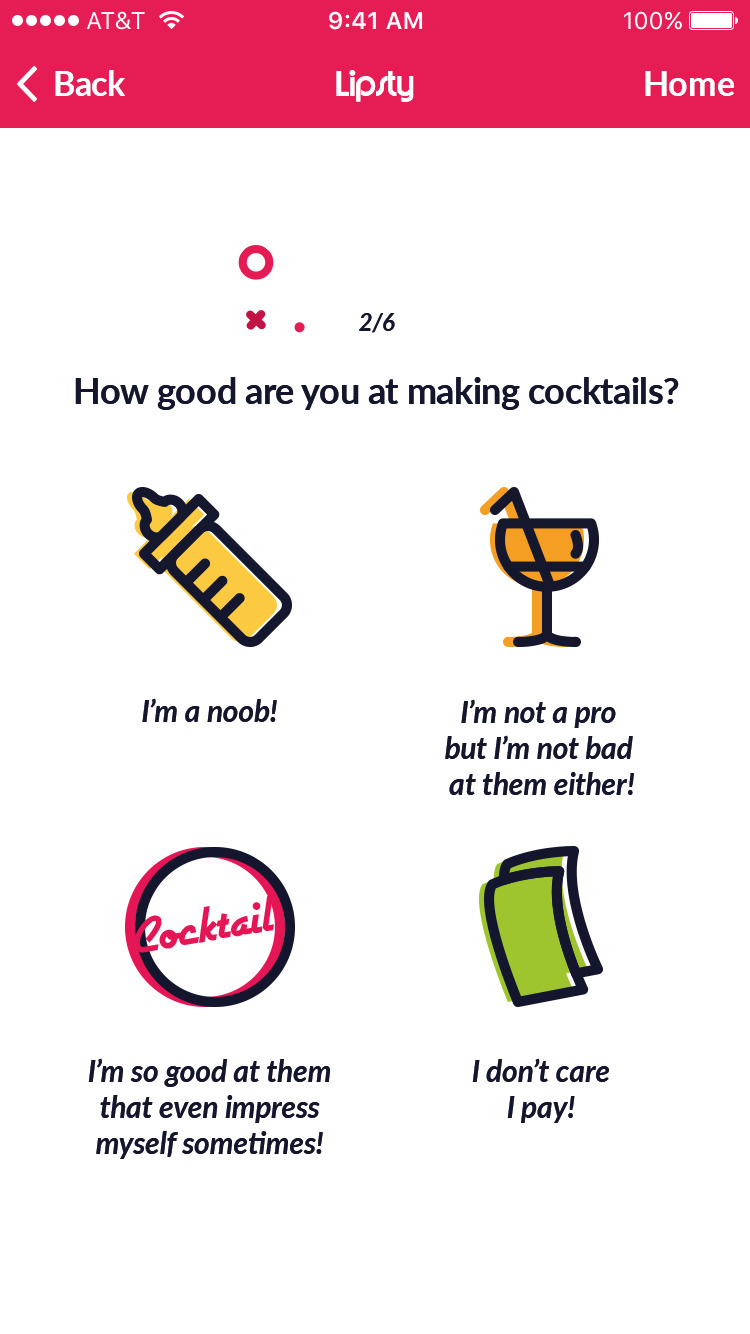 AT&T 9:41 AM 100%
Back Lipsty Home
2/6
How good are you at making cocktails?
I'm a noob!
I'm not a pro
but I'm not bad
at them either!
Cocktail
I'm so good at them
that even impress
myself sometimes!
I don't care
I pay!